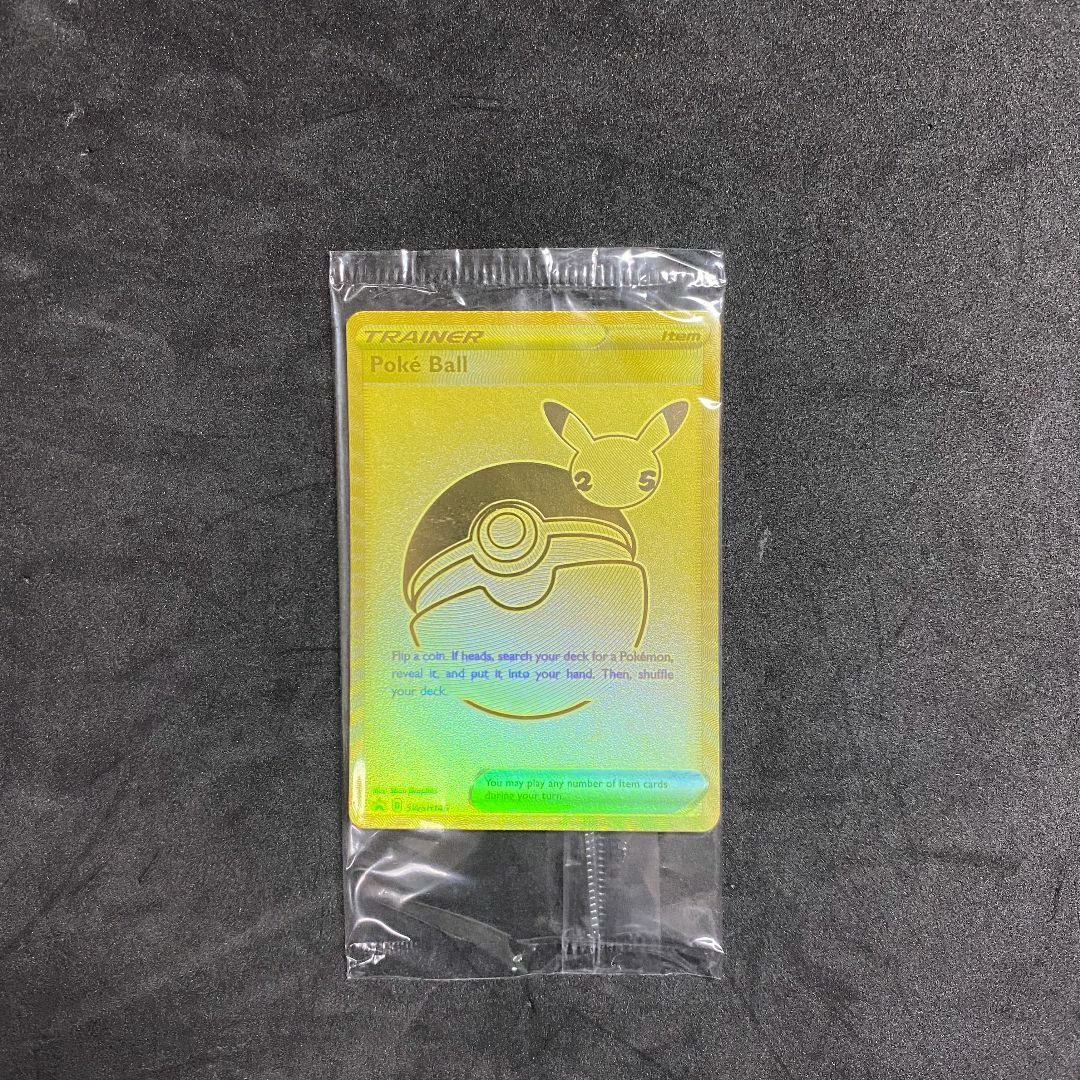 TRAINER Item
Poké Ball
2 5
Flip a coin. If heads, search your deck for a Pokémon,
reveal it, and put it into your hand. Then, shuffle
your deck.
You may play any number of Item cards
during your turn.